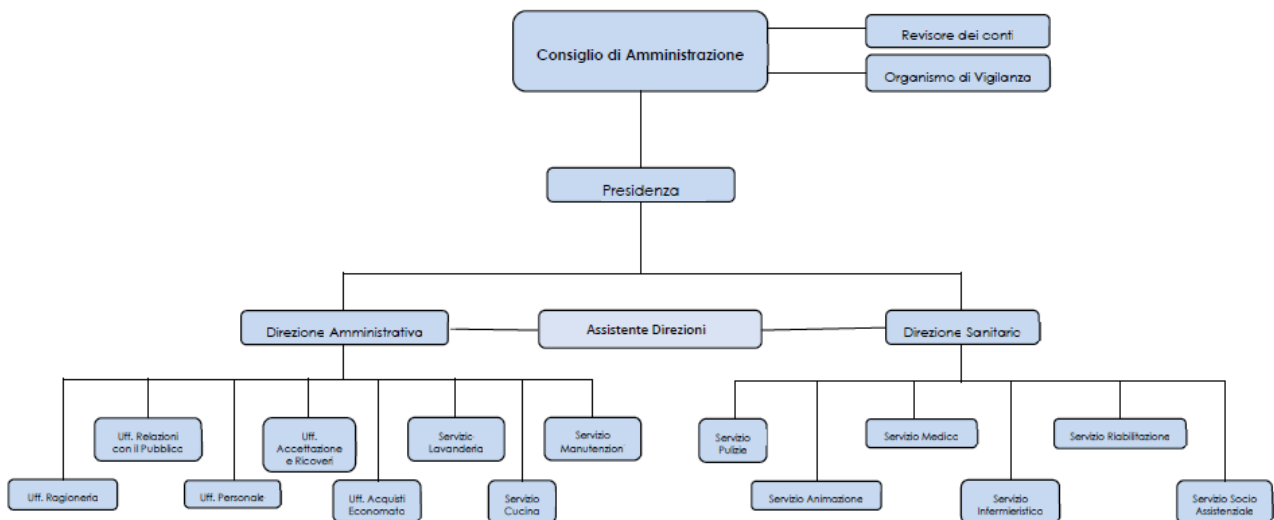 Consiglio di Amministrazione
Revisore dei conti
Organismo di Vigilanza
Presidenza
Direzione Amministrativa
Assistente Direzioni
Direzione Sanitaria
Uff. Relazioni
con il Pubblico
Uff.
Accettazione
e Ricoveri
Servizio
Lavanderia
Servizio
Manutenzion
Servizio
Pulizie
Servizio Medico
Servizio Riabilitazione
Uff. Ragioneria
Uff. Personale
Uff. Acquisti
Economato
Servizio
Cucina
Servizio Animazione
Servizio
Infermieristico
Servizio Socio
Assistenziale